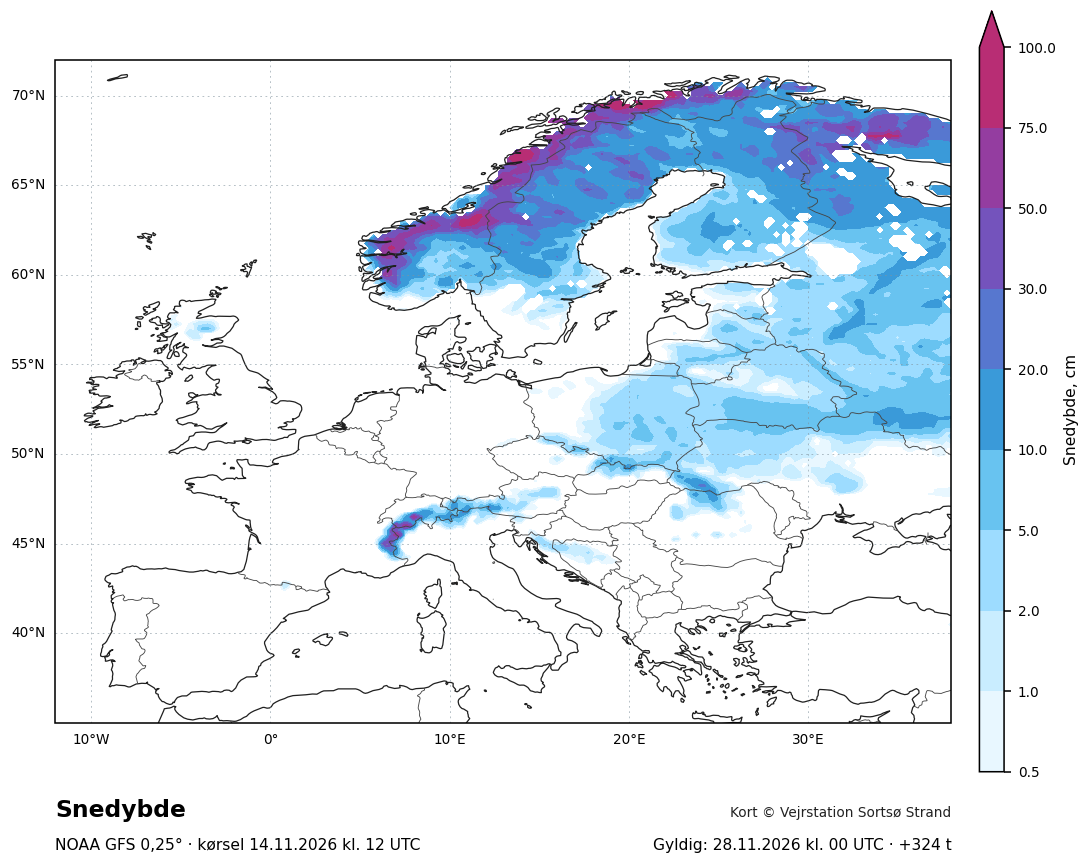 100.0
75.0
50.0
30.0
20.0
10.0
5.0
2.0
1.0
0.5
Snedybde, cm
70°N
65°N
60°N
55°N
50°N
45°N
40°N
10°W 0° 10°E 20°E 30°E
Snedybde
Kort © Vejrstation Sortsø Strand
NOAA GFS 0,25° · kørsel 14.11.2026 kl. 12 UTC
Gyldig: 28.11.2026 kl. 00 UTC · +324 t